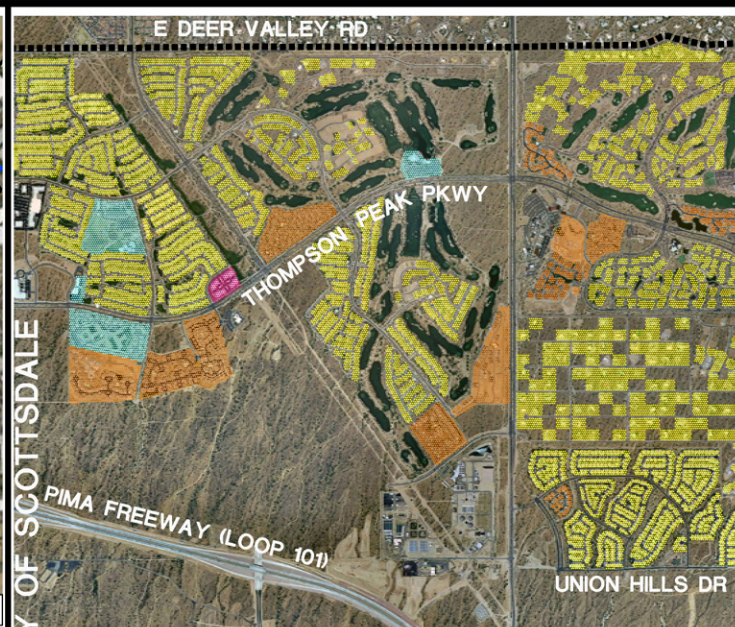 E DEER VALLEY RD
THOMPSON PEAK PKWY
Y OF SCOTTSDALE
PIMA FREEWAY (LOOP 101)
UNION HILLS DR